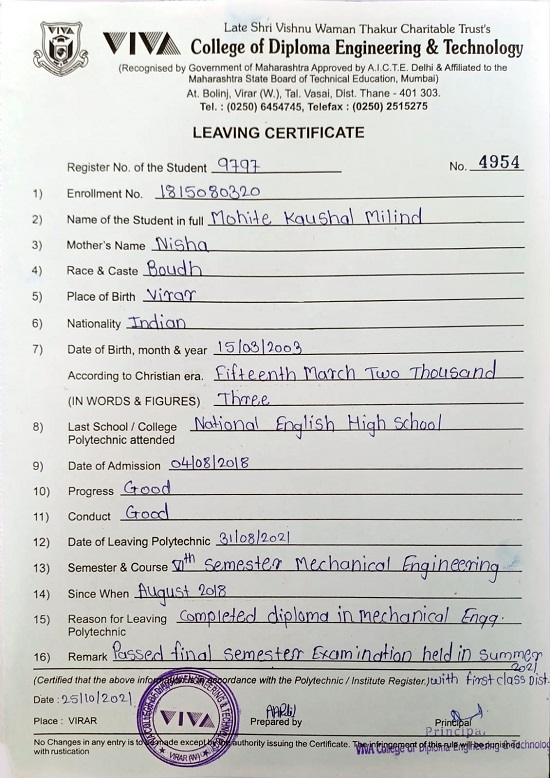 Late Shri Vishnu Waman Thakur Charitable Trust's
VIVA College of Diploma Engineering & Technology
(Recognised by Government of Maharashtra Approved by A.I.C.T.E. Delhi & Affiliated to the
Maharashtra State Board of Technical Education, Mumbai)
At. Bolinj, Virar (W.), Tal. Vasai, Dist. Thane - 401 303.
Tel. : (0250) 6454745, Telefax : (0250) 2515275
LEAVING CERTIFICATE
Register No. of the Student 9797 No. 4954
1) Enrollment No. 1815080320
2) Name of the Student in full Mohite Kaushal Milind
3) Mother's Name Nisha
4) Race & Caste Boudh
5) Place of Birth Virar
6) Nationality Indian
7) Date of Birth, month & year 15/03/2003
According to Christian era. Fifteenth March Two Thousand
(IN WORDS & FIGURES) Three
8) Last School / College National English High School
Polytechnic attended
9) Date of Admission 04/08/2018
10) Progress Good
11) Conduct Good
12) Date of Leaving Polytechnic 31/08/2021
13) Semester & Course VIth Semester Mechanical Engineering
14) Since When August 2018
15) Reason for Leaving Completed diploma in mechanical Engg.
Polytechnic
16) Remark Passed final semester Examination held in summer
2021
(Certified that the above in accordance with the Polytechnic / Institute Register.) with first class Dist.
Date : 25/10/2021
VIVA
VIRAR (W)
Place : VIRAR Prepared by Principal
Principal
No Changes in any entry is to be made except by the authority issuing the Certificate. The infringement of this rule will be punished
with rustication VIVA College of Diploma Engineering & Technology